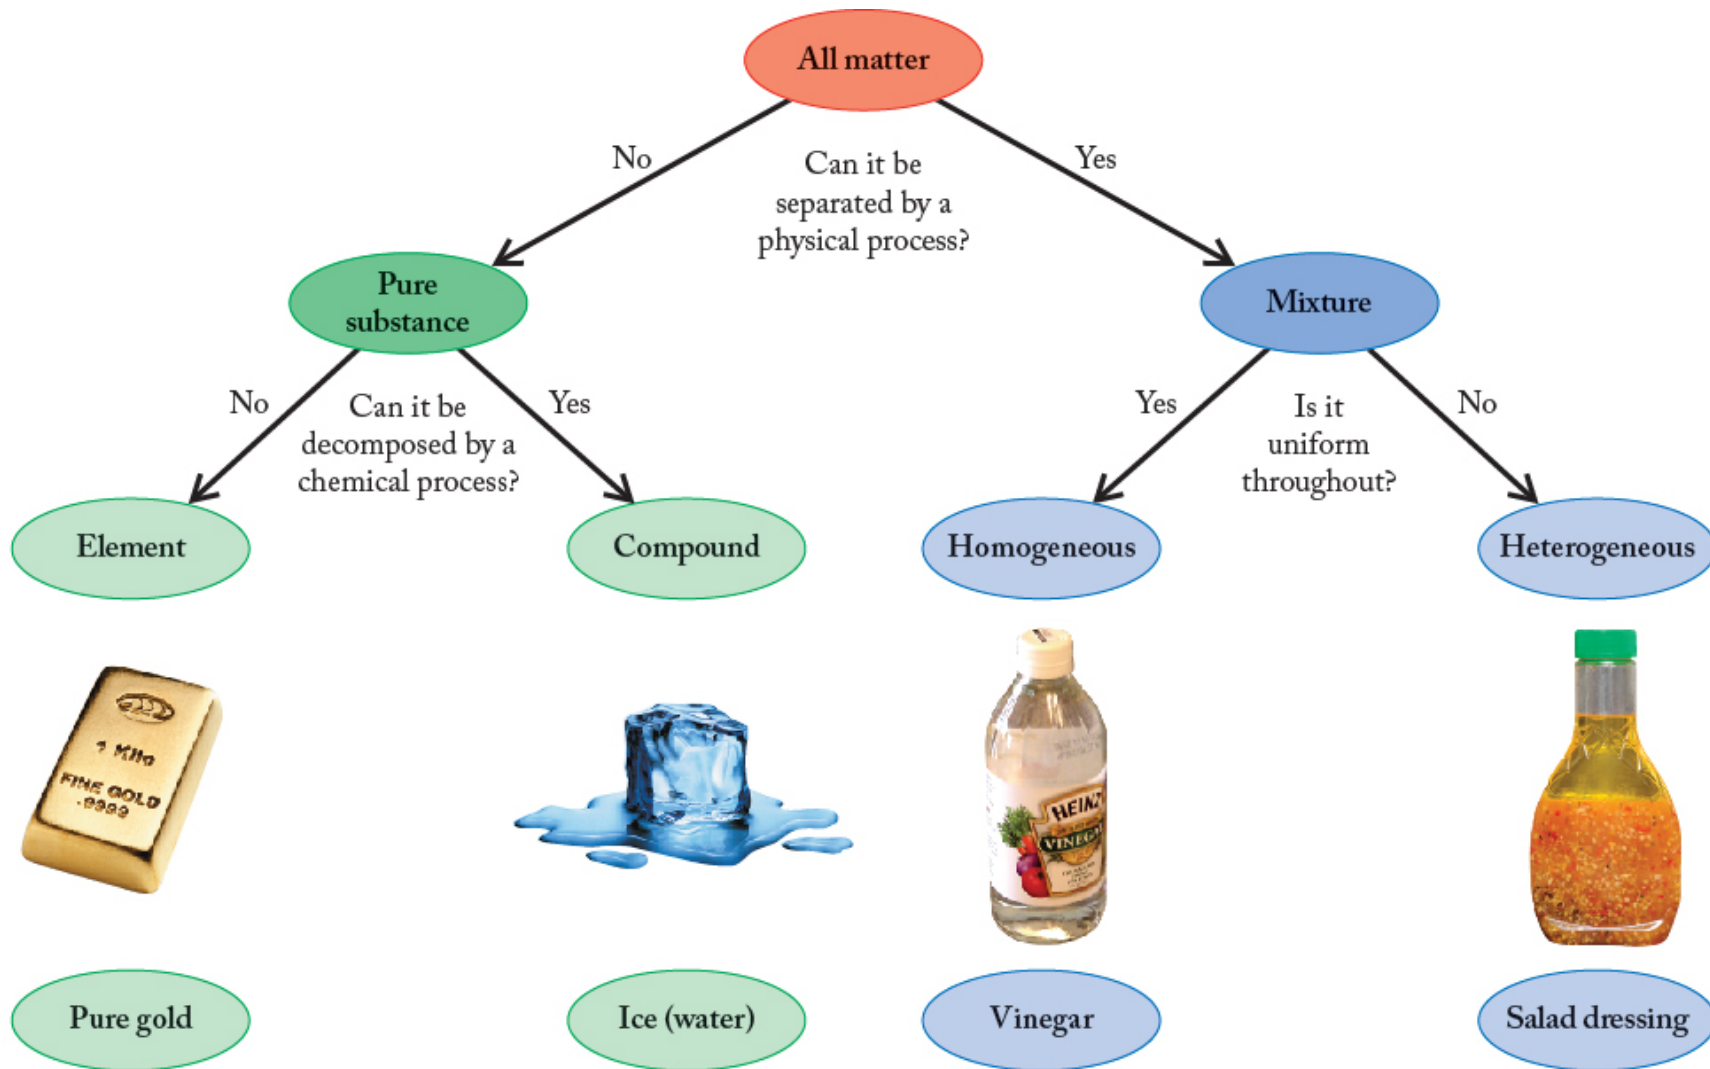 All matter
No
Can it be
separated by a
physical process?
Yes
Pure
substance
Mixture
No
Can it be
decomposed by a
chemical process?
Yes
Yes
Is it
uniform
throughout?
No
Element
Compound
Homogeneous
Heterogeneous
1 Kilo
FINE GOLD
.9999
HEINZ
VINEGAR
Pure gold
Ice (water)
Vinegar
Salad dressing